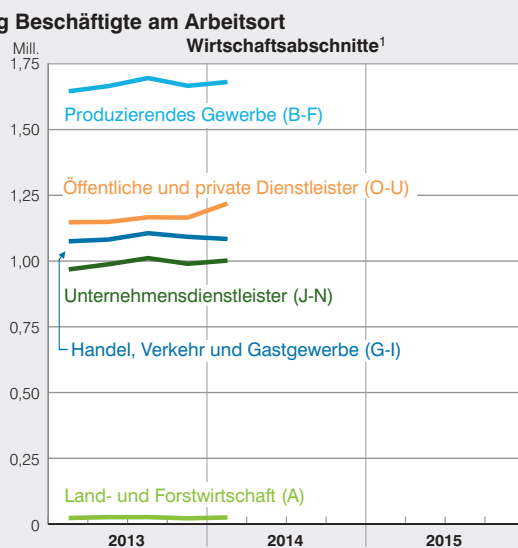 g Beschäftigte am Arbeitsort
Mill.
Wirtschaftsabschnitte¹
1,75
Produzierendes Gewerbe (B-F)
1,50
Öffentliche und private Dienstleister (O-U)
1,25
1,00
Unternehmensdienstleister (J-N)
0,75
Handel, Verkehr und Gastgewerbe (G-I)
0,50
0,25
Land- und Forstwirtschaft (A)
0
2013 2014 2015